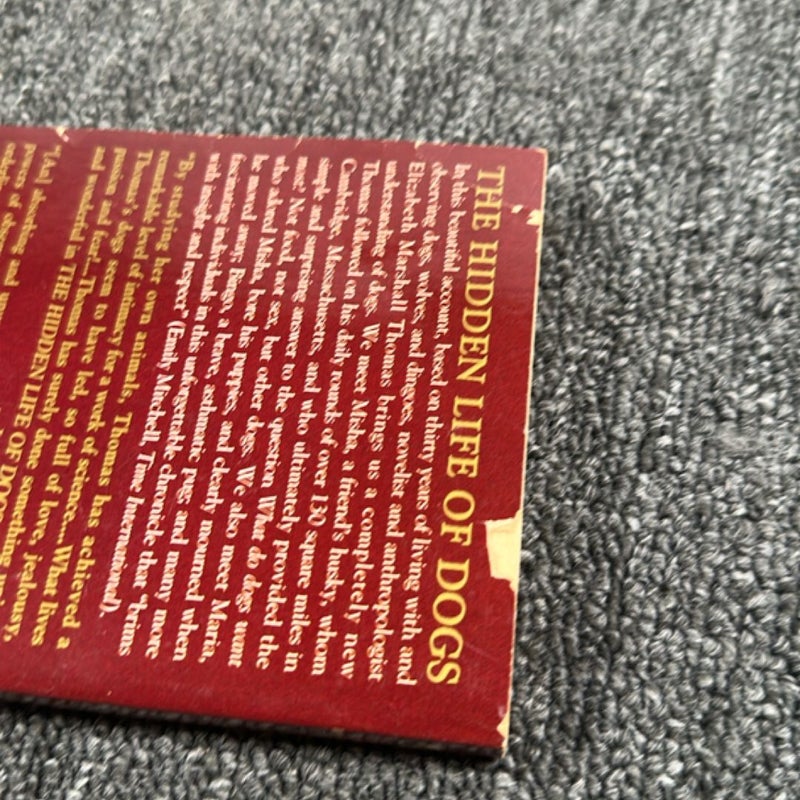 THE HIDDEN LIFE OF DOGS
In this beautiful account, based on thirty years of living with and
observing dogs, wolves, and dingoes, novelist and anthropologist
Elizabeth Marshall Thomas brings us a completely new
understanding of dogs. We meet Misha, a friend's husky, whom
Thomas followed on his daily rounds of over 130 square miles in
Cambridge, Massachusetts, and who ultimately provided the
simple and surprising answer to the question What do dogs want
most? Not food, not sex, but other dogs. We also meet Maria,
who adored Misha, bore his puppies, and clearly mourned when
he moved away; Bingo, a brave, asthmatic pug; and many more
fascinating individuals in this unforgettable chronicle that "brims
with insight and respect" (Emily Mitchell, Time International).
"By studying her own animals, Thomas has achieved a
remarkable level of intimacy for a work of science... What lives
Thomas's dogs seem to have led, so full of love, jealousy,
and Thomas has surely done something
and wonderful in THE HIDDEN LIFE OF DOGS
"[An] absorbing and
power of